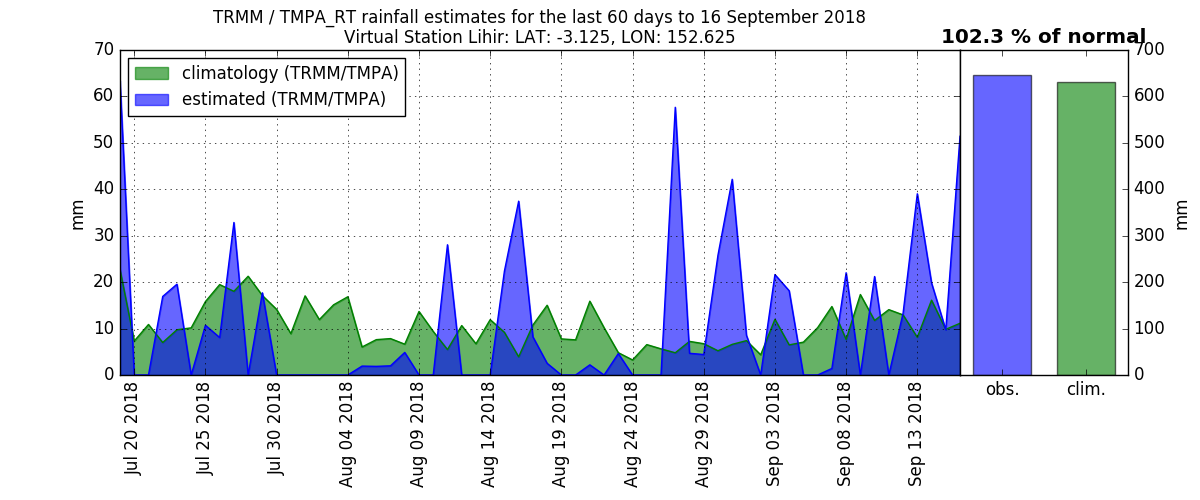 TRMM / TMPA_RT rainfall estimates for the last 60 days to 16 September 2018
Virtual Station Lihir: LAT: -3.125, LON: 152.625
102.3 % of normal
climatology (TRMM/TMPA)
estimated (TRMM/TMPA)
mm
70
60
50
40
30
20
10
0
Jul 20 2018
Jul 25 2018
Jul 30 2018
Aug 04 2018
Aug 09 2018
Aug 14 2018
Aug 19 2018
Aug 24 2018
Aug 29 2018
Sep 03 2018
Sep 08 2018
Sep 13 2018
obs.
clim.
700
600
500
400
300
200
100
0
mm